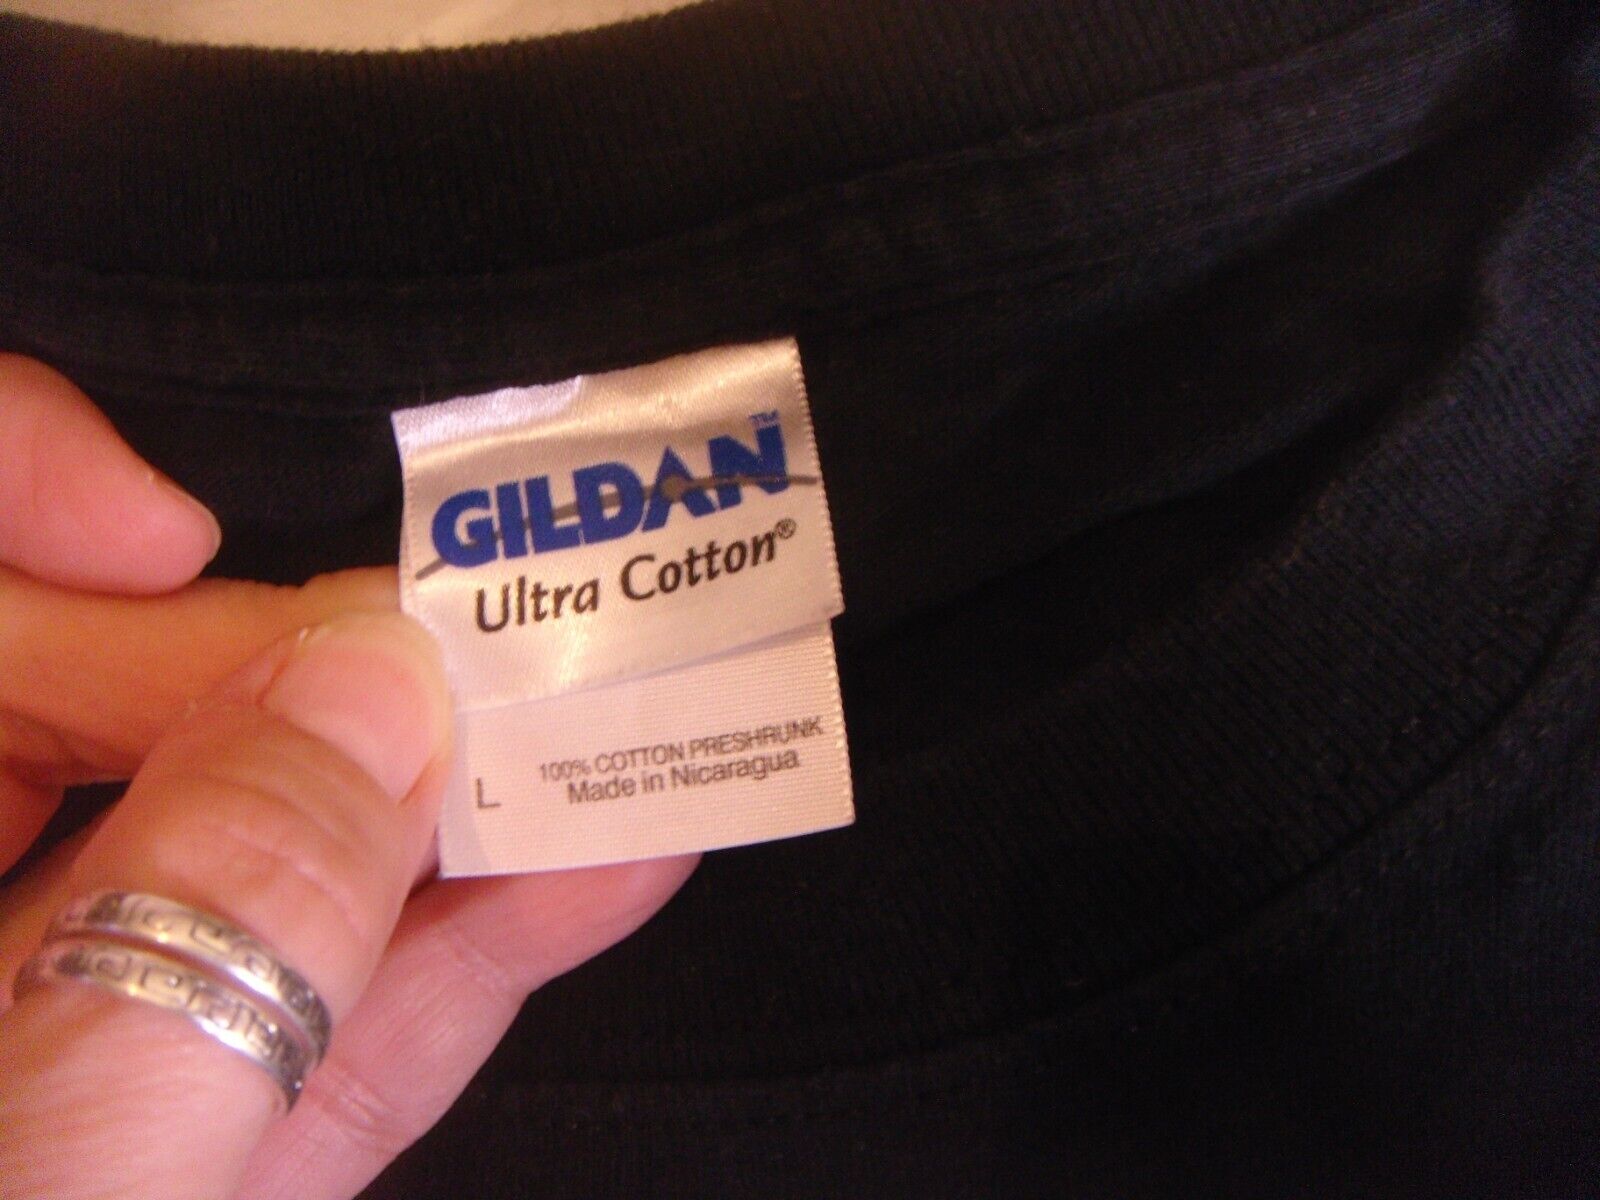 GILDAN™
Ultra Cotton®
100% COTTON PRESHRUNK
L Made in Nicaragua